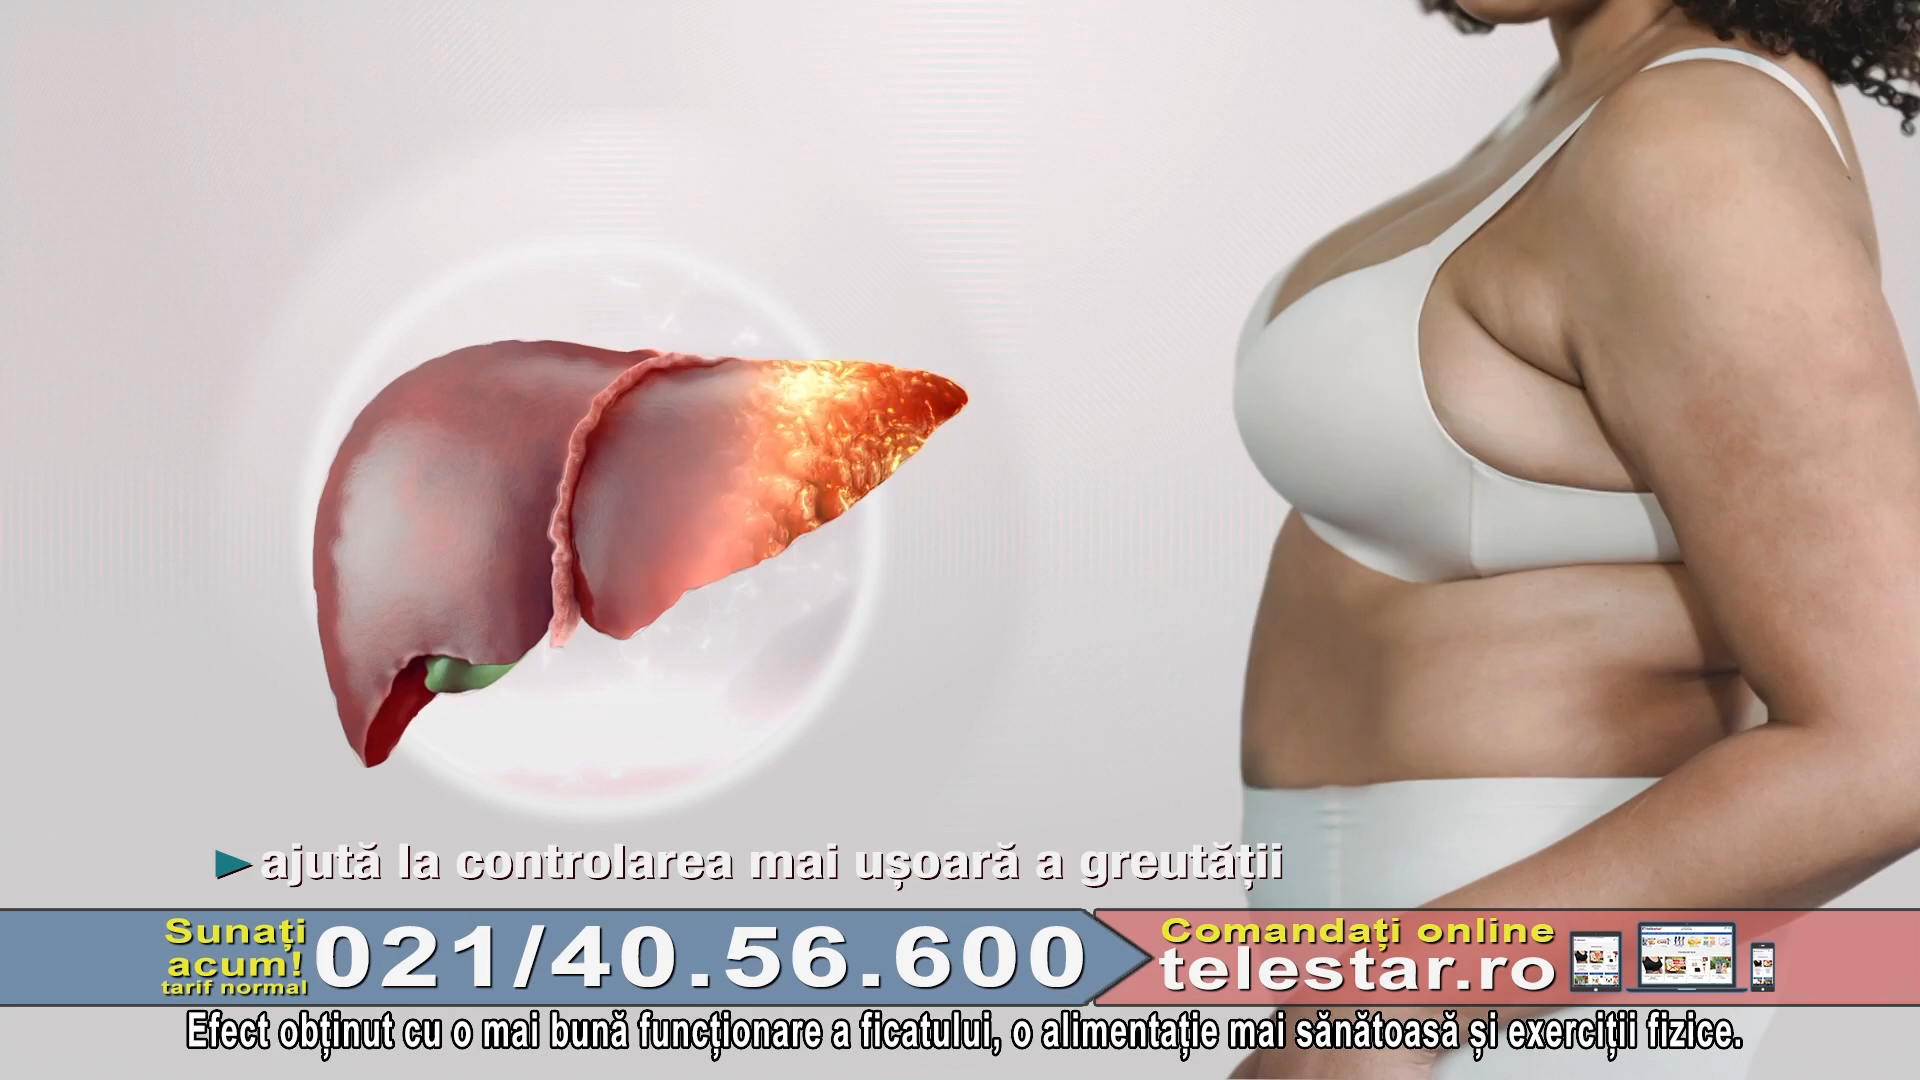 ajută la controlarea mai ușoară a greutății
Sunați
acum!
tarif normal
021/40.56.600
Comandați online
telestar.ro
Efect obținut cu o mai bună funcționare a ficatului, o alimentație mai sănătoasă și exerciții fizice.